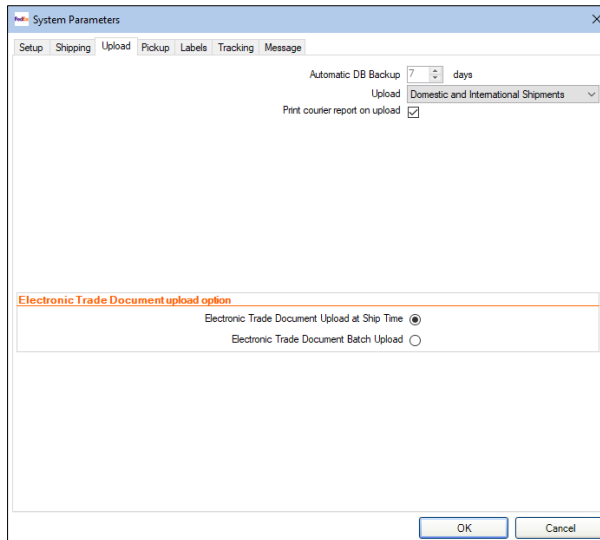 FedEx System Parameters
Setup Shipping Upload Pickup Labels Tracking Message
Automatic DB Backup 7 days
Upload Domestic and International Shipments
Print courier report on upload
Electronic Trade Document upload option
Electronic Trade Document Upload at Ship Time
Electronic Trade Document Batch Upload
OK Cancel